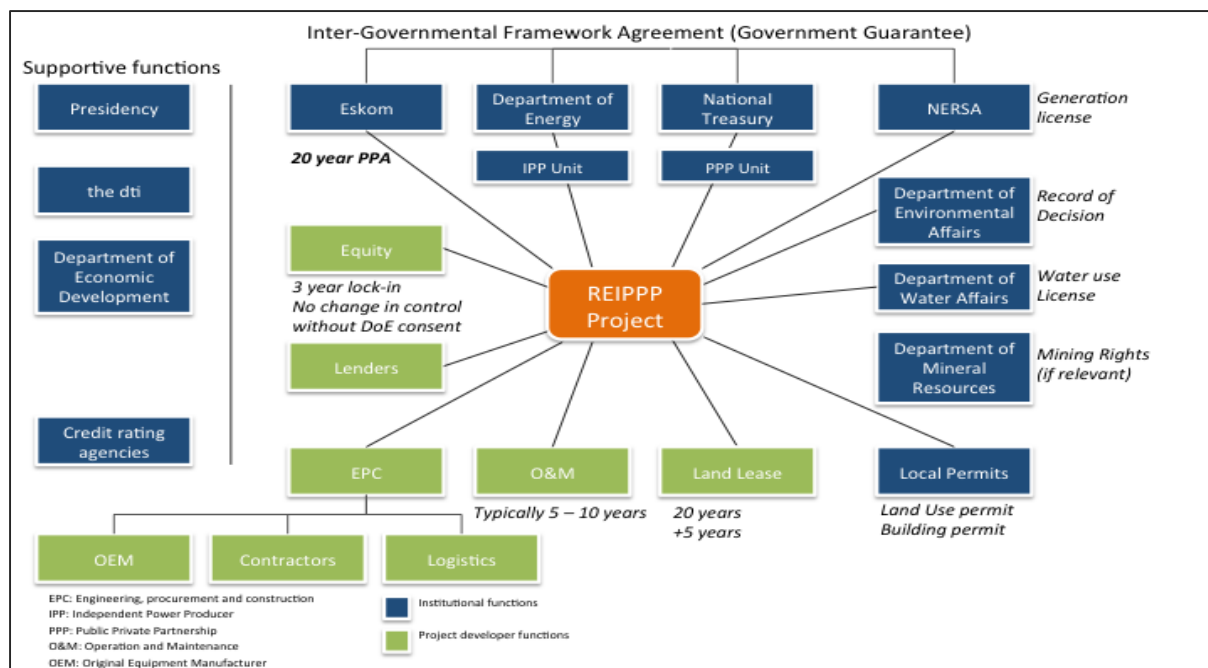 Inter-Governmental Framework Agreement (Government Guarantee)
Supportive functions
Presidency
the dti
Department of
Economic
Development
Credit rating
agencies
Eskom
20 year PPA
Department of
Energy
IPP Unit
National
Treasury
PPP Unit
NERSA
Generation
license
Department of
Environmental
Affairs
Record of
Decision
Department of
Water Affairs
Water use
License
Department of
Mineral
Resources
Mining Rights
(if relevant)
Equity
3 year lock-in
No change in control
without DoE consent
Lenders
REIPPP
Project
EPC
O&M
Typically 5 – 10 years
Land Lease
20 years
+5 years
Local Permits
Land Use permit
Building permit
OEM
Contractors
Logistics
EPC: Engineering, procurement and construction
IPP: Independent Power Producer
PPP: Public Private Partnership
O&M: Operation and Maintenance
OEM: Original Equipment Manufacturer
Institutional functions
Project developer functions